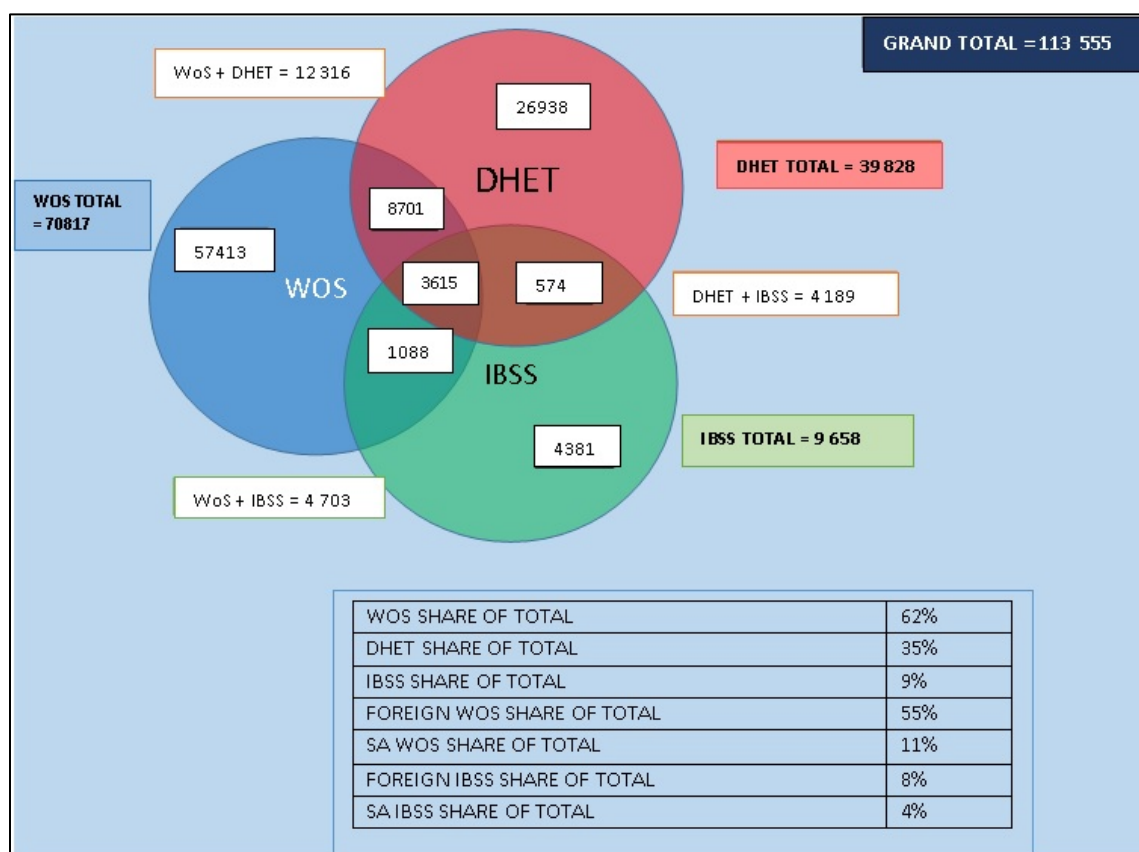 GRAND TOTAL =113 555
WoS + DHET = 12 316
26938
DHET
DHET TOTAL = 39 828
WOS TOTAL
= 70817
8701
57413
WOS
3615
574
DHET + IBSS = 4 189
1088
IBSS
4381
IBSS TOTAL = 9 658
WoS + IBSS = 4 703
WOS SHARE OF TOTAL 62%
DHET SHARE OF TOTAL 35%
IBSS SHARE OF TOTAL 9%
FOREIGN WOS SHARE OF TOTAL 55%
SA WOS SHARE OF TOTAL 11%
FOREIGN IBSS SHARE OF TOTAL 8%
SA IBSS SHARE OF TOTAL 4%